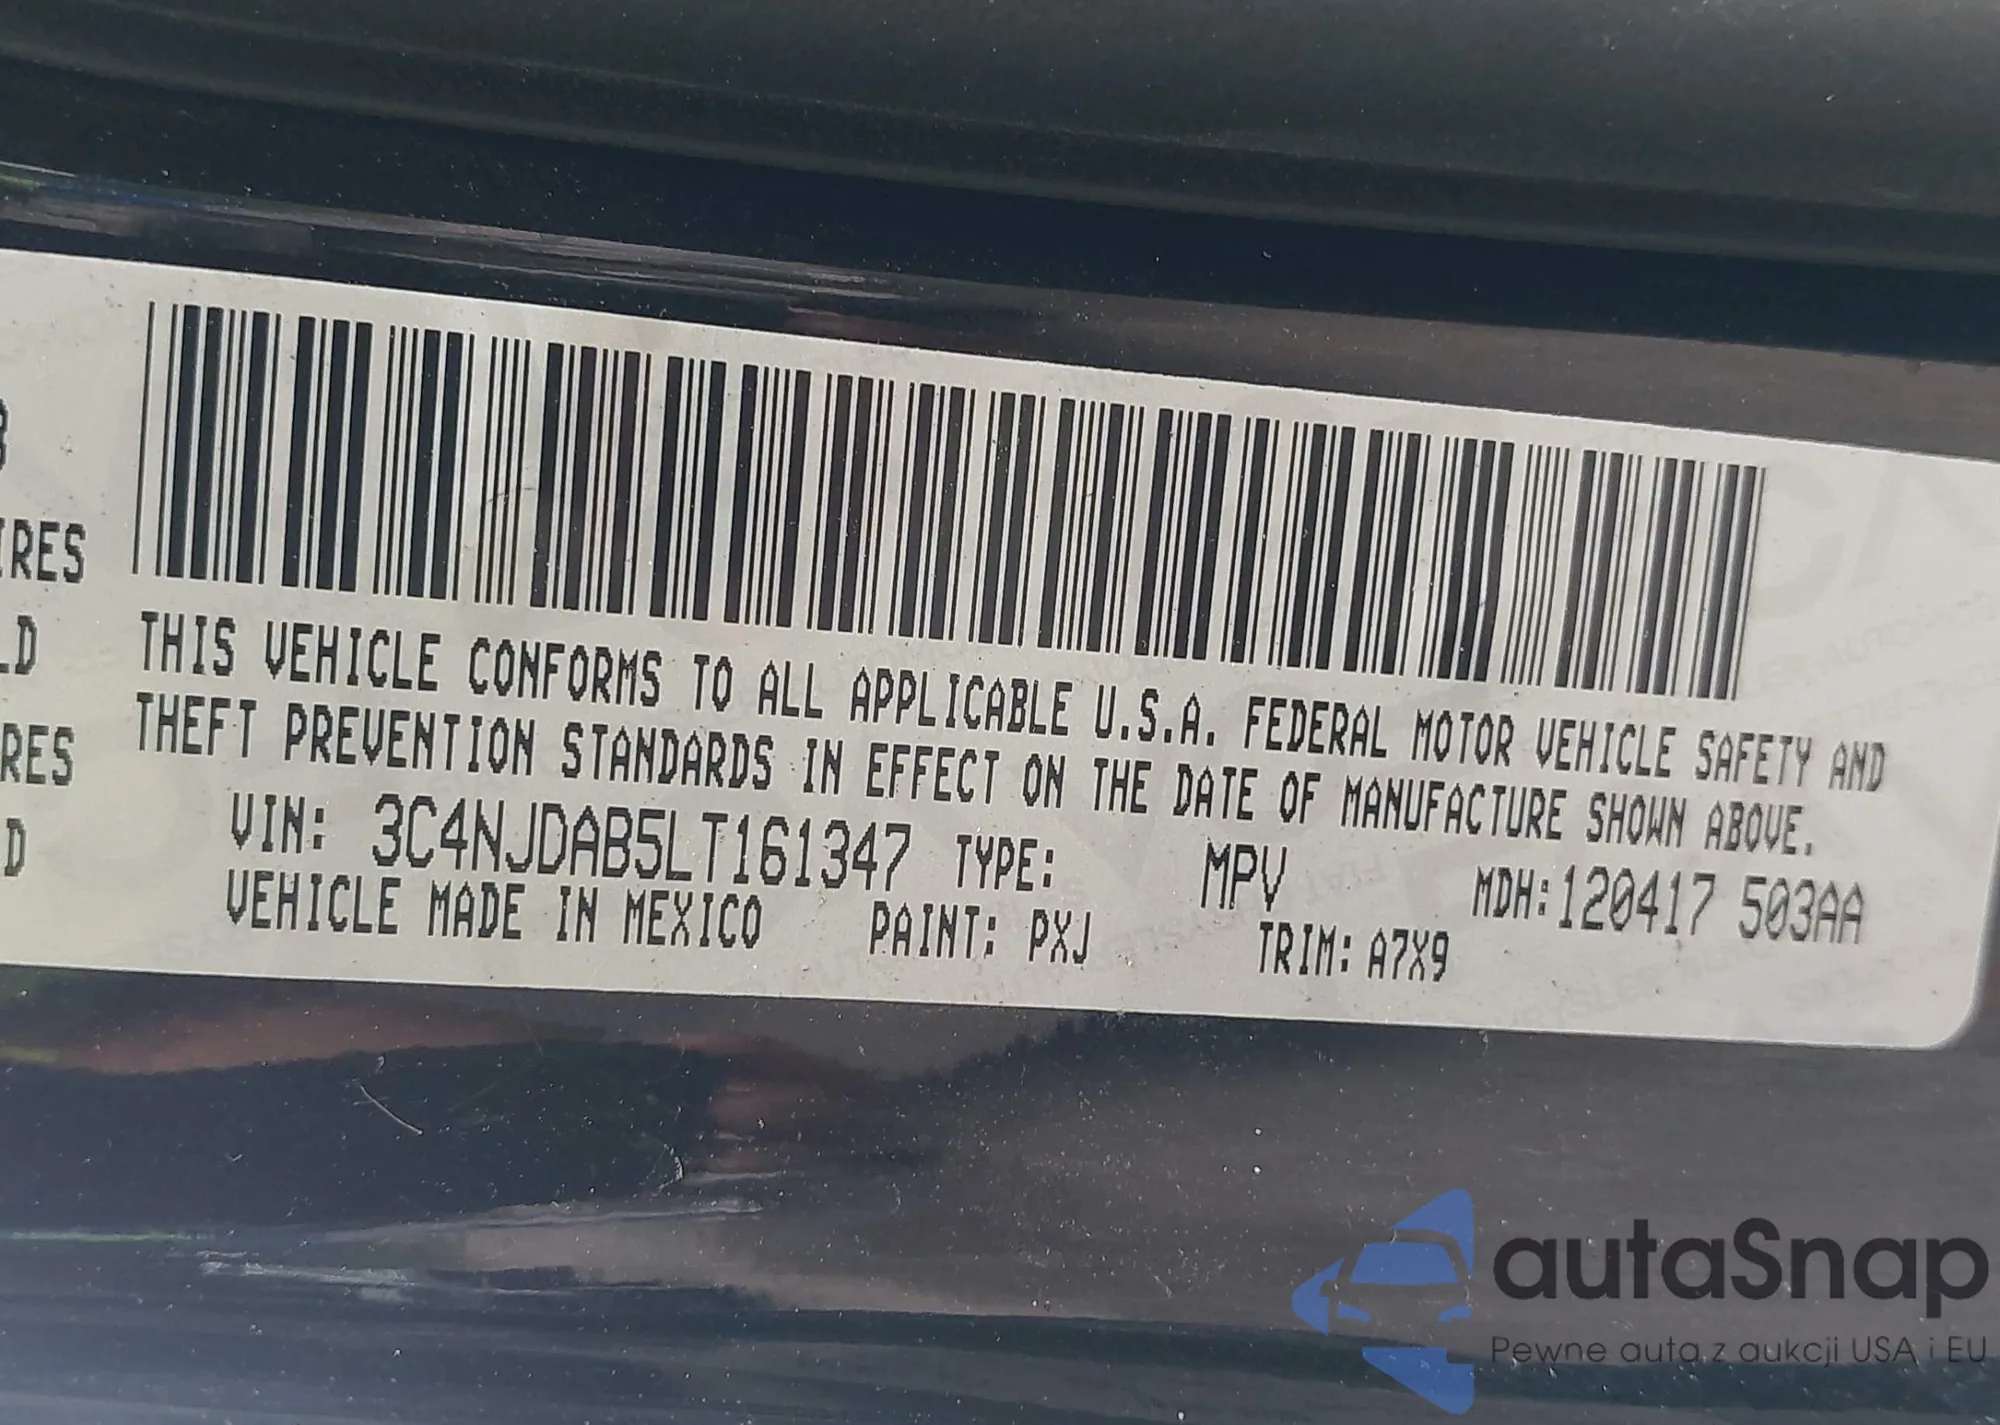 IRES
LD
RES
D
THIS VEHICLE CONFORMS TO ALL APPLICABLE U.S.A. FEDERAL MOTOR VEHICLE SAFETY AND
THEFT PREVENTION STANDARDS IN EFFECT ON THE DATE OF MANUFACTURE SHOWN ABOVE.
VIN: 3C4NJDAB5LT161347 TYPE: MPV MDH:120417 503AA
VEHICLE MADE IN MEXICO PAINT: PXJ TRIM: A7X9
autaSnap
Pewne auta z aukcji USA i EU